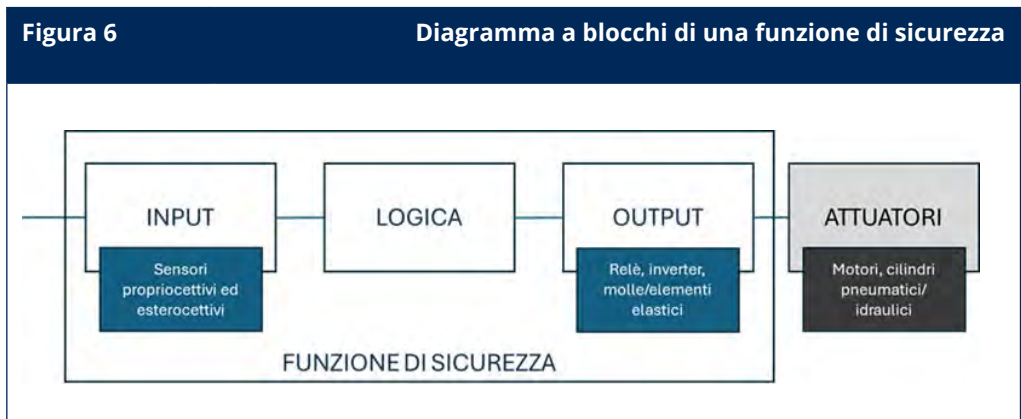 Figura 6
Diagramma a blocchi di una funzione di sicurezza
INPUT
Sensori
propriocettivi ed
esterocettivi
LOGICA
OUTPUT
Relè, inverter,
molle/elementi
elastici
ATTUATORI
Motori, cilindri
pneumatici/
idraulici
FUNZIONE DI SICUREZZA